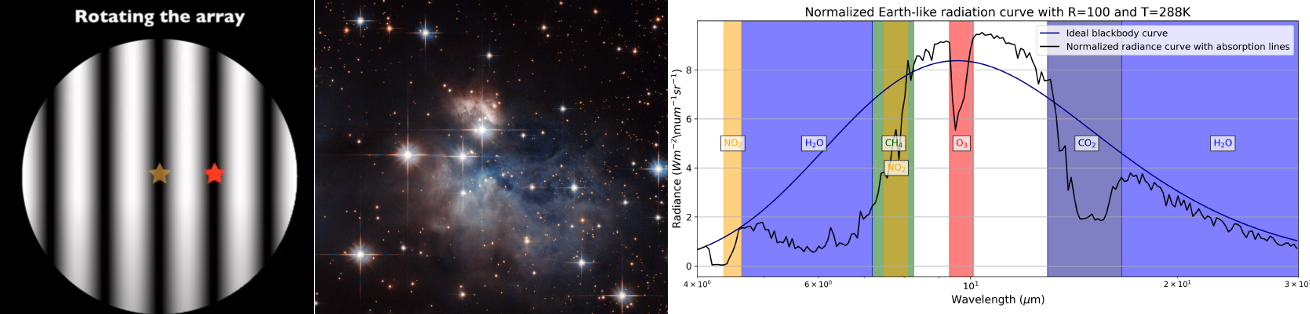 Rotating the array
Normalized Earth-like radiation curve with R=100 and T=288K
Ideal blackbody curve
Normalized radiance curve with absorption lines
Radiance (Wm⁻²\mum⁻¹sr⁻¹)
8
6
4
2
0
NO₂
H₂O
CH₄
NO₂
O₃
CO₂
H₂O
4 × 10⁰
6 × 10⁰
10¹
2 × 10¹
Wavelength (μm)